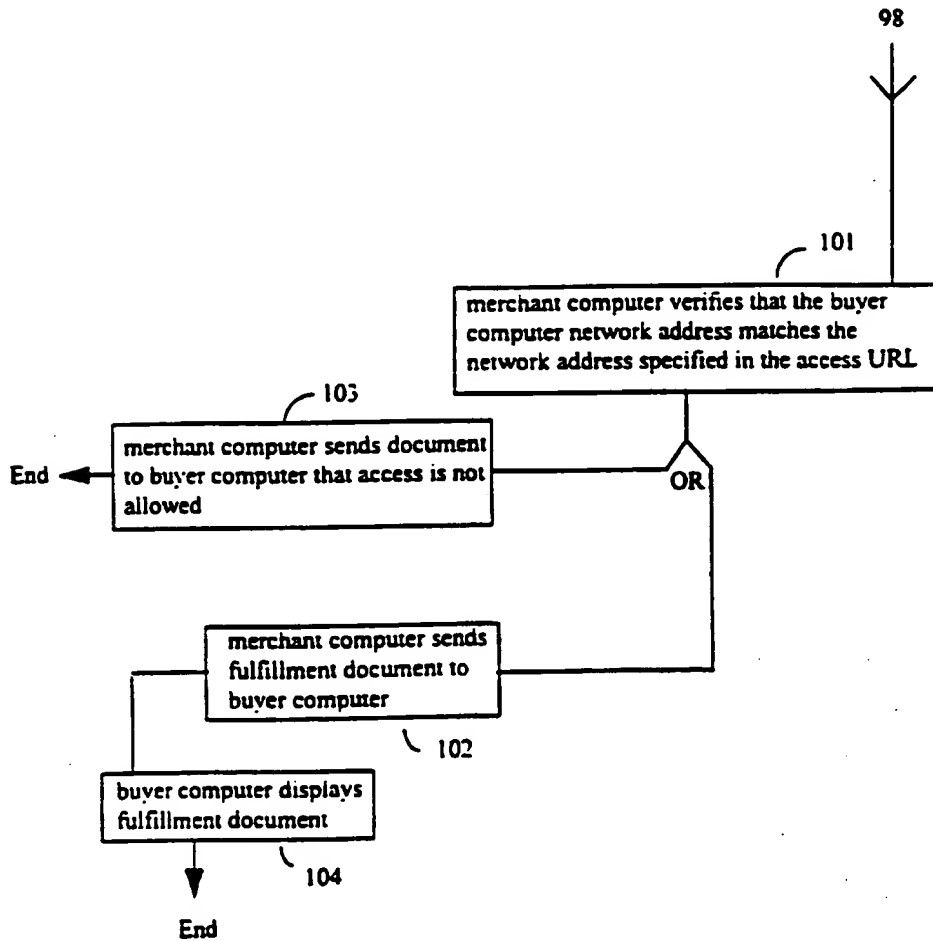 98
101
merchant computer verifies that the buyer
computer network address matches the
network address specified in the access URL
103
merchant computer sends document
to buyer computer that access is not
allowed
End
OR
merchant computer sends
fulfillment document to
buyer computer
102
buyer computer displays
fulfillment document
104
End